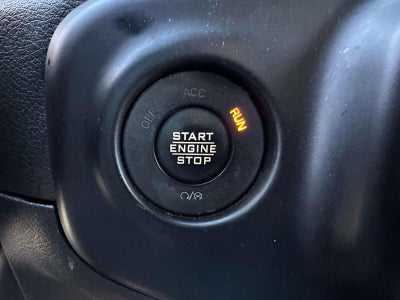 ACC
OFF
RUN
START
ENGINE
STOP